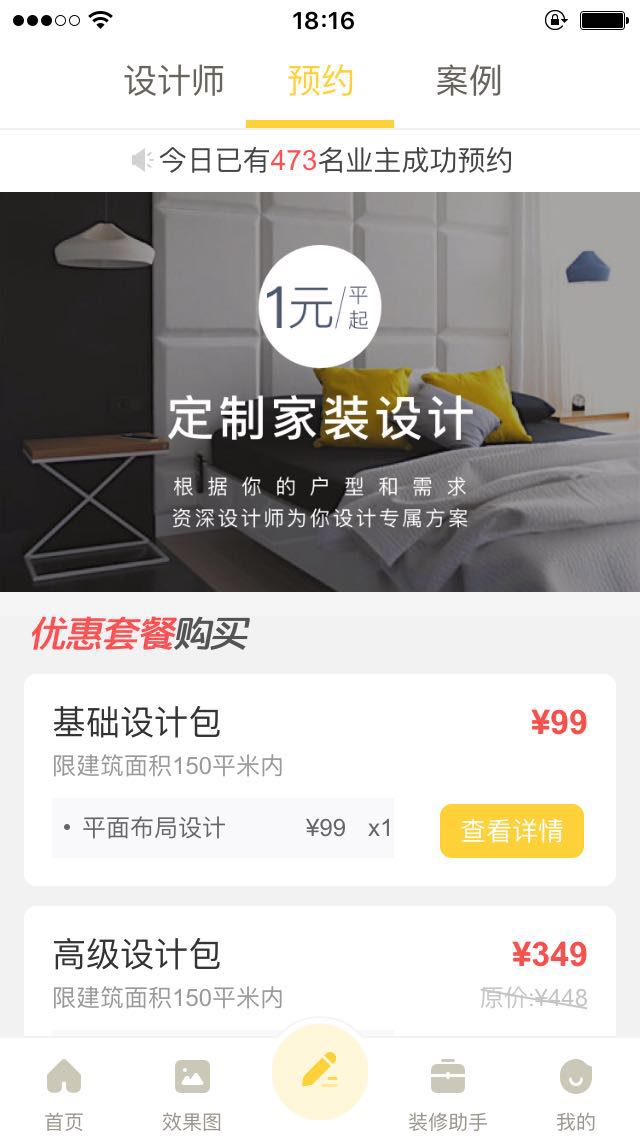 18:16
设计师 预约 案例
今日已有473名业主成功预约
1元/平起
定制家装设计
根据你的户型和需求
资深设计师为你设计专属方案
优惠套餐购买
基础设计包 ¥99
限建筑面积150平米内
• 平面布局设计 ¥99 x1 查看详情
高级设计包 ¥349
限建筑面积150平米内 原价:¥448
首页 效果图 装修助手 我的